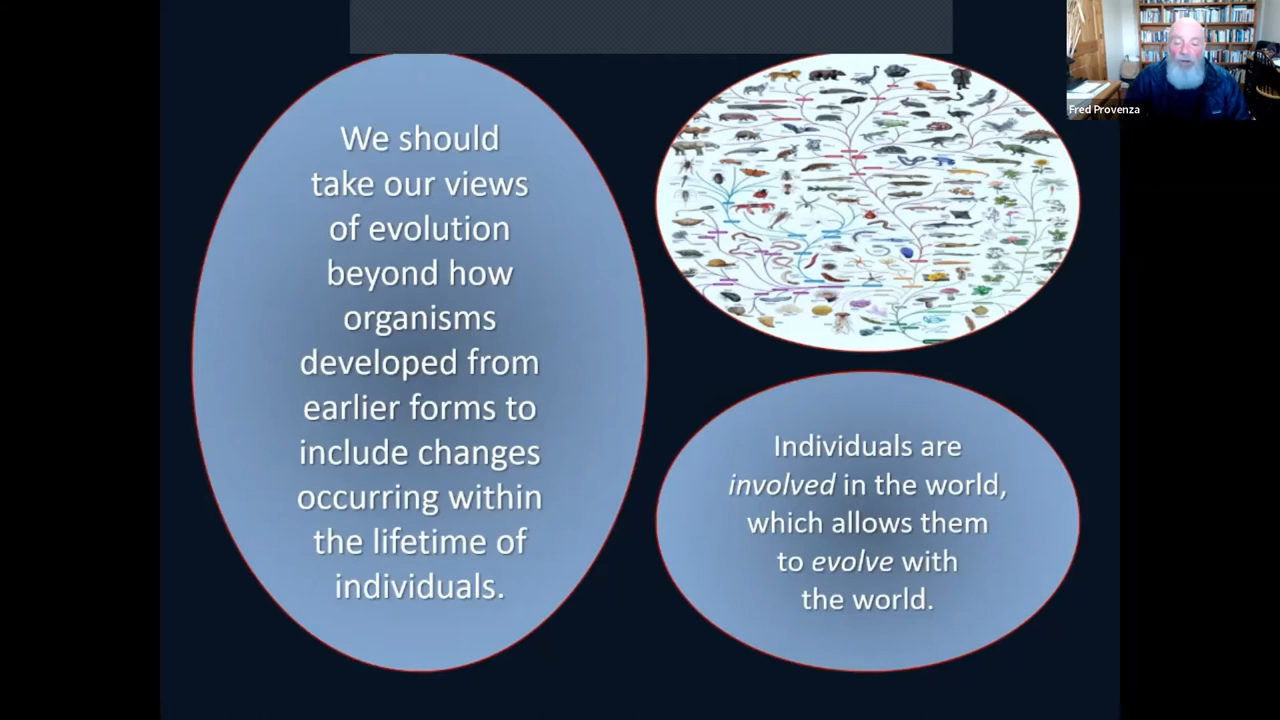 We should
take our views
of evolution
beyond how
organisms
developed from
earlier forms to
include changes
occurring within
the lifetime of
individuals.
Individuals are
involved in the world,
which allows them
to evolve with
the world.
Fred Provenza